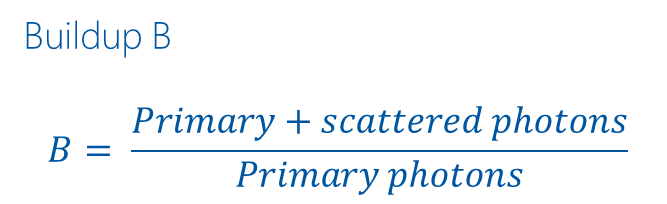 Buildup B
B = Primary + scattered photons
Primary photons